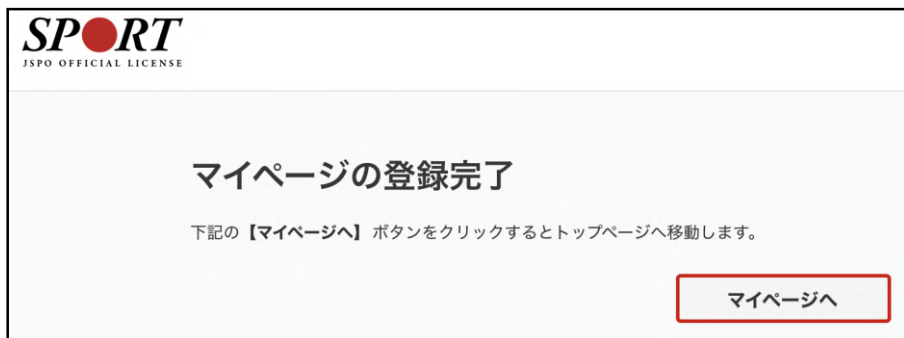 SPORT
JSPO OFFICIAL LICENSE
マイページの登録完了
下記の【マイページへ】ボタンをクリックするとトップページへ移動します。
マイページへ